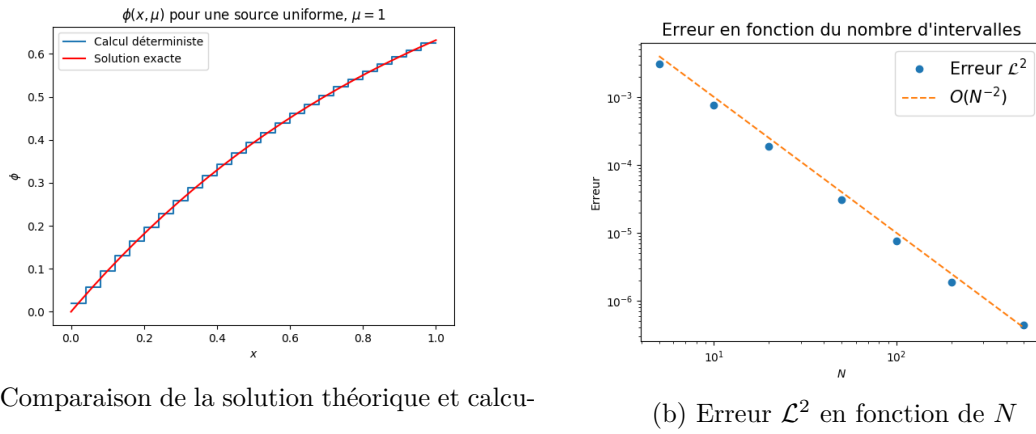 ϕ(x, μ) pour une source uniforme, μ = 1
Calcul déterministe
Solution exacte
0.6
0.5
0.4
0.3
0.2
0.1
0.0
ϕ
0.0 0.2 0.4 0.6 0.8 1.0
x
Comparaison de la solution théorique et calcu-
Erreur en fonction du nombre d'intervalles
Erreur ℒ²
O(N⁻²)
10⁻³
10⁻⁴
10⁻⁵
10⁻⁶
Erreur
10¹ 10²
N
(b) Erreur ℒ² en fonction de N